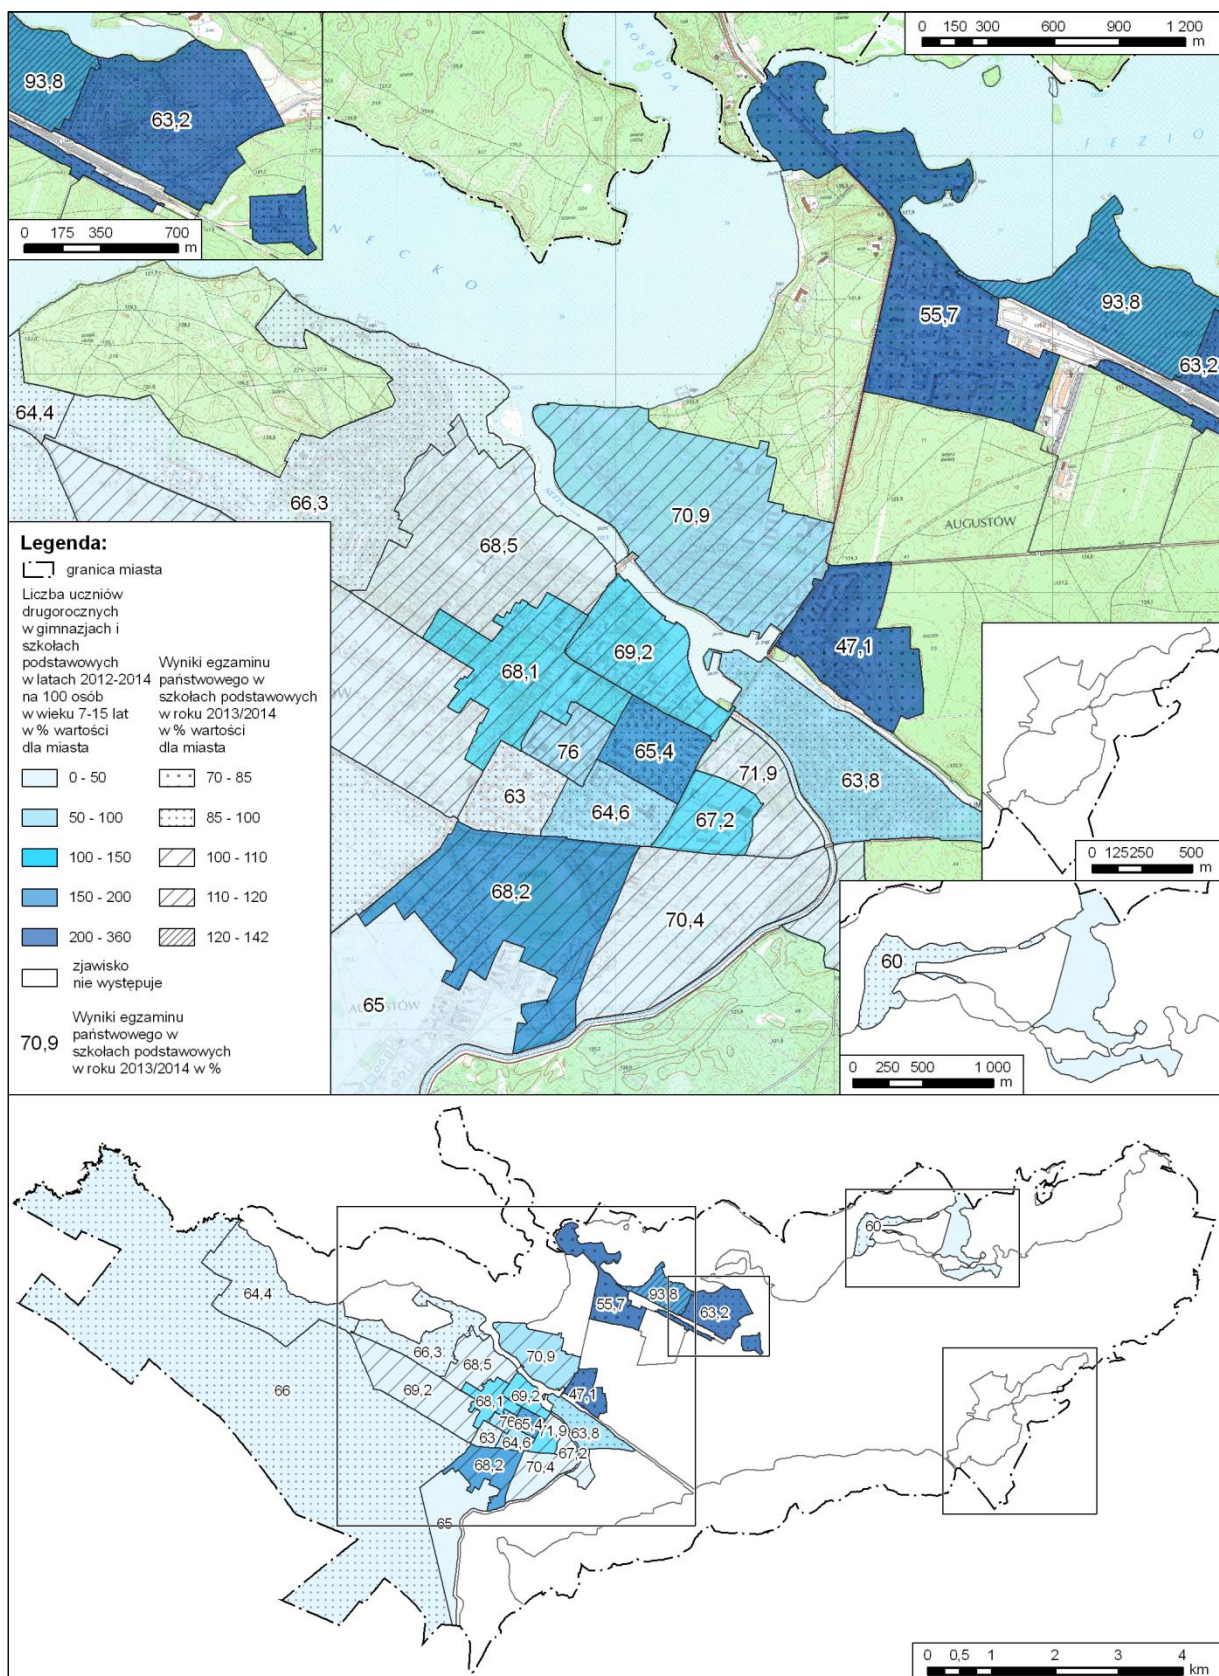 0 150 300 600 900 1 200
m
93,8
63,2
0 175 350 700
m
ROSPUDA
JEZIO
NECKO
55,7
93,8
63,2
64,4
66,3
70,9
AUGUSTÓW
68,5
69,2
47,1
68,1
76
65,4
71,9
63,8
63
64,6
67,2
68,2
70,4
65
Legenda:
granica miasta
Liczba uczniów
drugorocznych
w gimnazjach i
szkołach
podstawowych
w latach 2012-2014
na 100 osób
w wieku 7-15 lat
w % wartości
dla miasta
Wyniki egzaminu
państwowego w
szkołach podstawowych
w roku 2013/2014
w % wartości
dla miasta
0 - 50
70 - 85
50 - 100
85 - 100
100 - 150
100 - 110
150 - 200
110 - 120
200 - 360
120 - 142
zjawisko
nie występuje
70,9
Wyniki egzaminu
państwowego w
szkołach podstawowych
w roku 2013/2014 w %
0 125 250 500
m
60
0 250 500 1 000
m
60
64,4
55,7
93,8
63,2
66,3
70,9
68,5
66
69,2
47,1
68,1
69,2
76
65,4
71,9
63,8
63
64,6
67,2
68,2
70,4
65
0 0,5 1 2 3 4
km